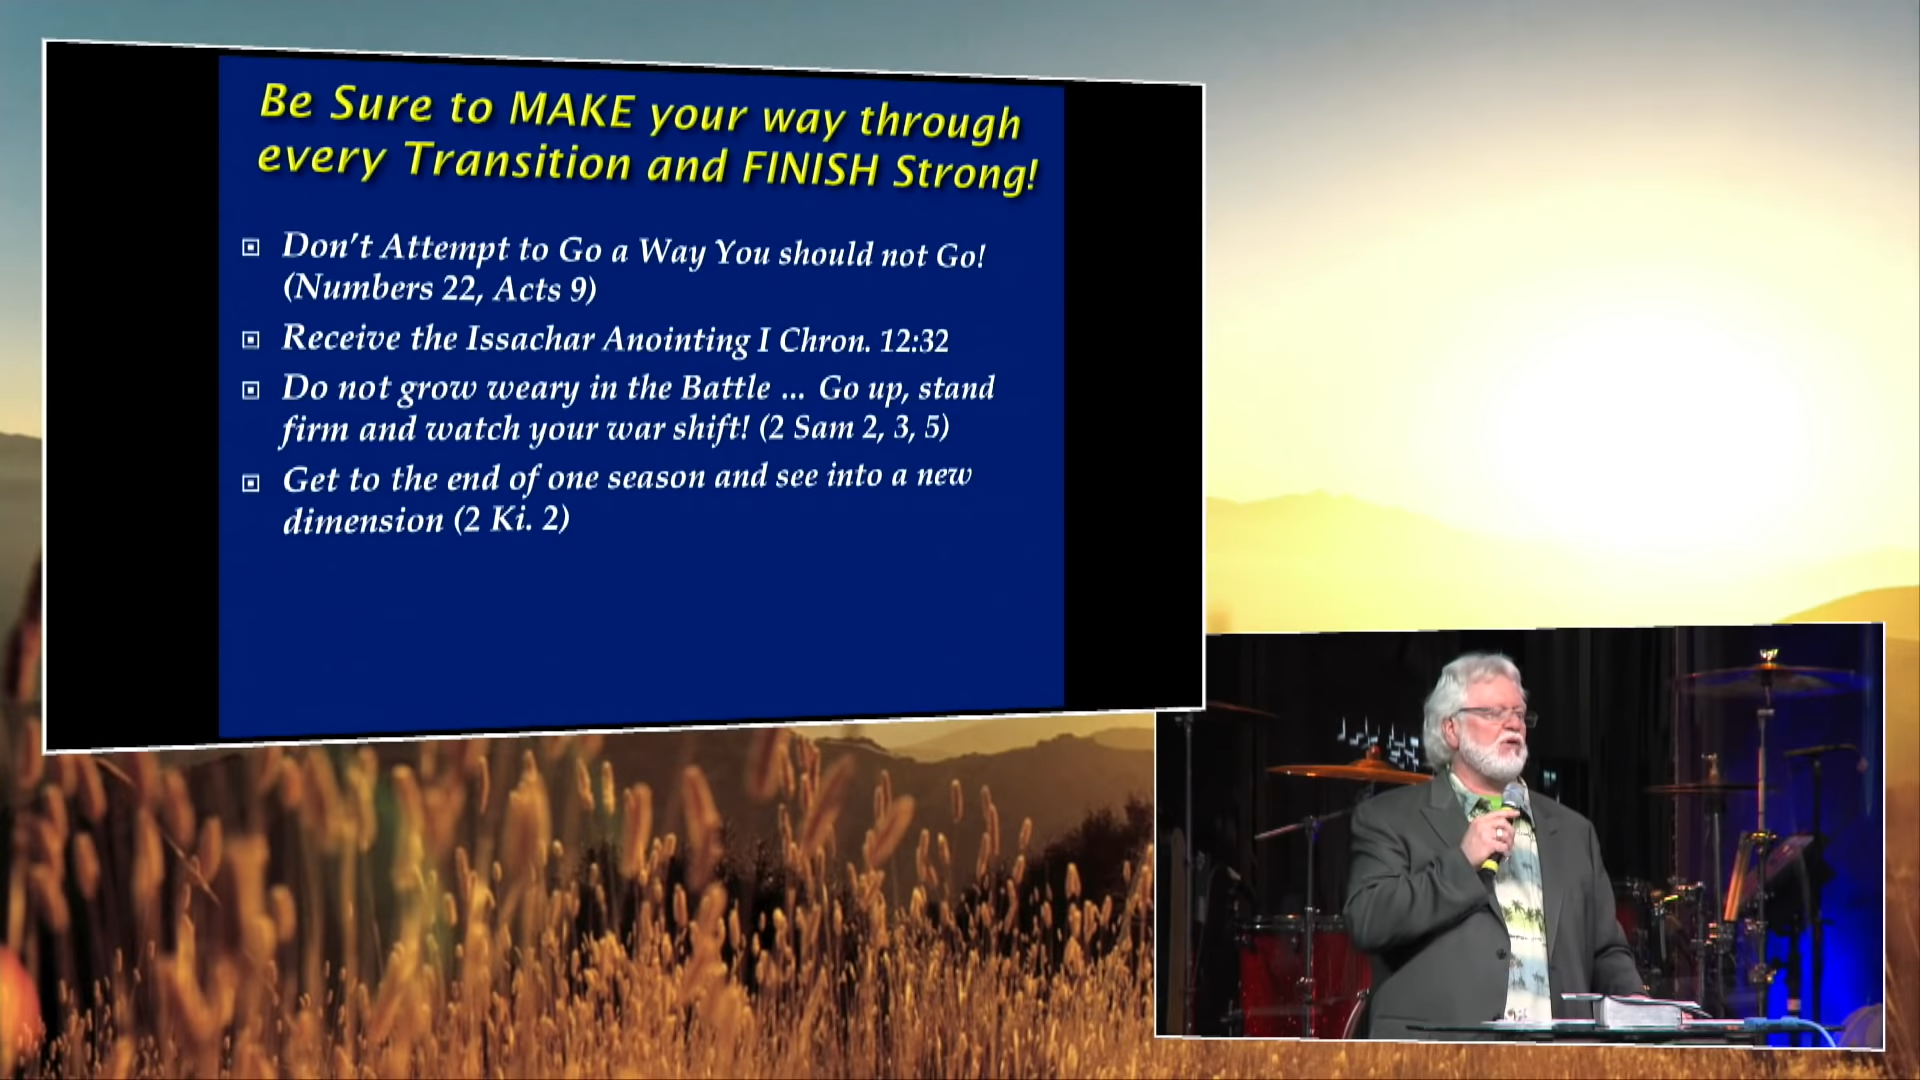 Be Sure to MAKE your way through
every Transition and FINISH Strong!
Don't Attempt to Go a Way You should not Go!
(Numbers 22, Acts 9)
Receive the Issachar Anointing I Chron. 12:32
Do not grow weary in the Battle ... Go up, stand
firm and watch your war shift! (2 Sam 2, 3, 5)
Get to the end of one season and see into a new
dimension (2 Ki. 2)